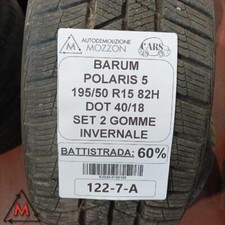 AUTODEMOLIZIONE
MOZZON
CARS
BARUM
POLARIS 5
195/50 R15 82H
DOT 40/18
SET 2 GOMME
INVERNALE
BATTISTRADA: 60%
122-7-A